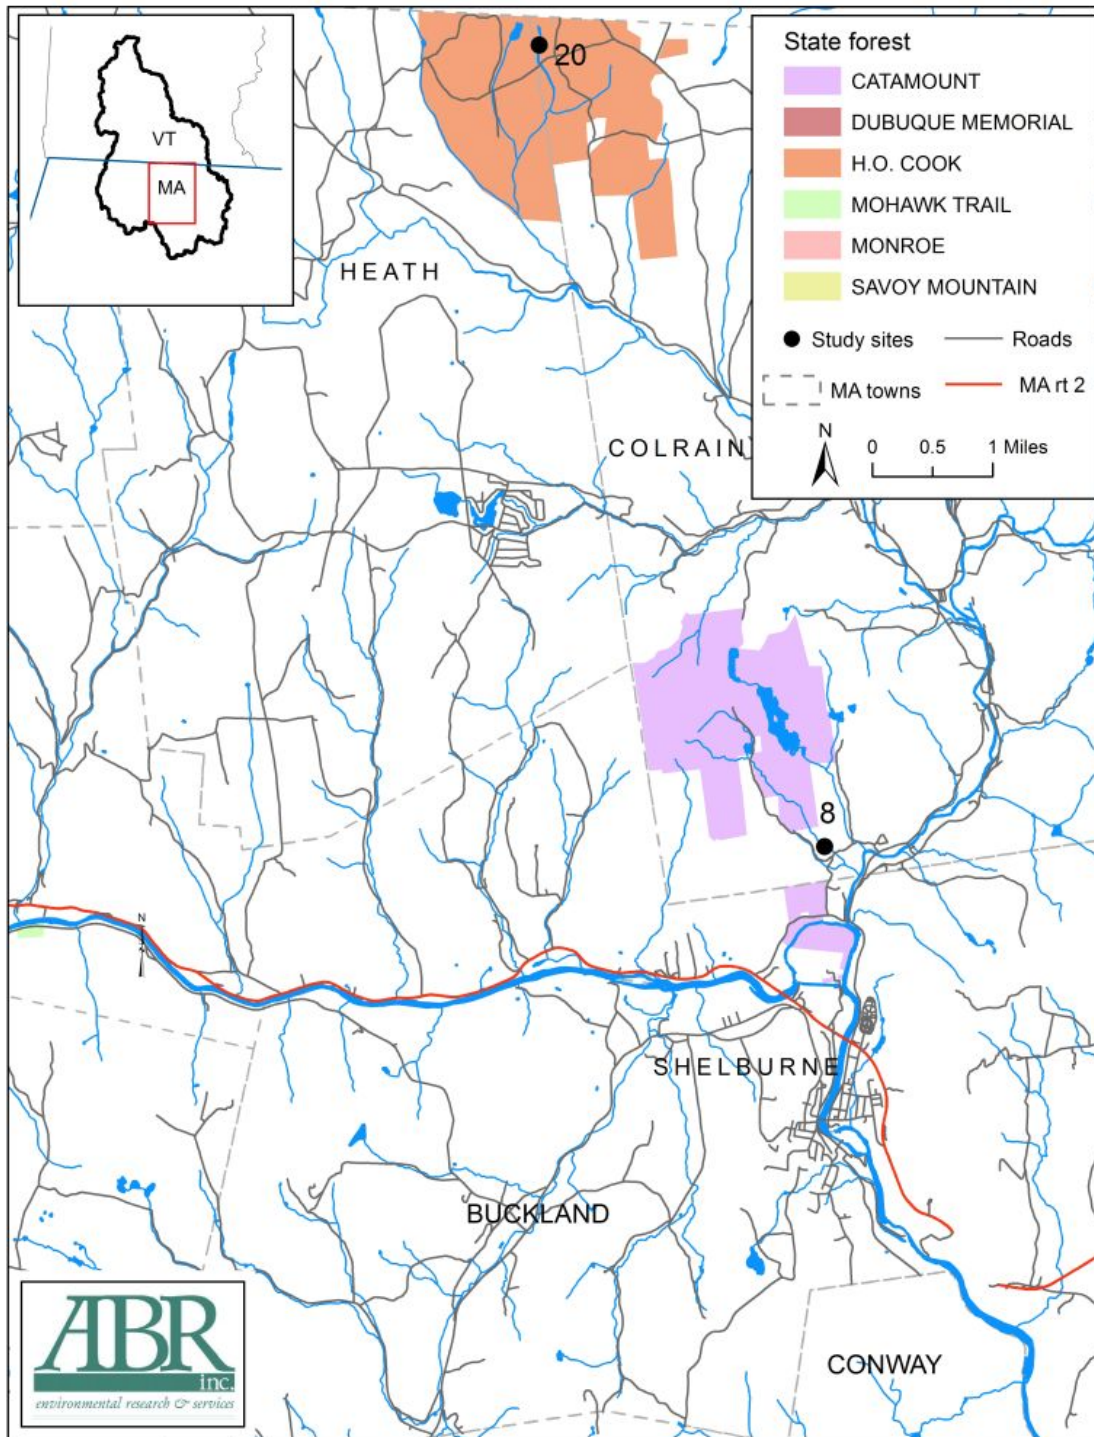 VT
MA
20
HEATH
State forest
CATAMOUNT
DUBUQUE MEMORIAL
H.O. COOK
MOHAWK TRAIL
MONROE
SAVOY MOUNTAIN
Study sites
Roads
MA towns
MA rt 2
N
0 0.5 1 Miles
COLRAIN
8
N
SHELBURNE
BUCKLAND
CONWAY
ABR
inc.
environmental research & services